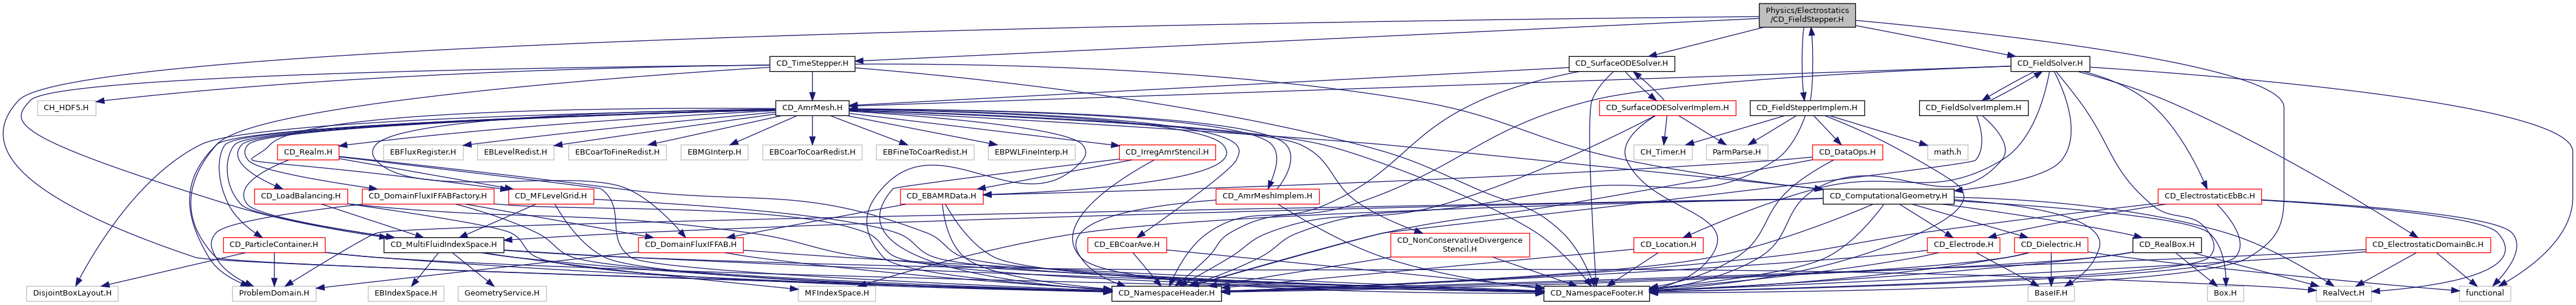 Physics/Electrostatics
/CD_FieldStepper.H
CD_TimeStepper.H
CD_SurfaceODESolver.H
CD_FieldSolver.H
CH_HDF5.H
CD_AmrMesh.H
CD_SurfaceODESolverImplem.H
CD_FieldStepperImplem.H
CD_FieldSolverImplem.H
CD_Realm.H
EBFluxRegister.H
EBLevelRedist.H
EBCoarToFineRedist.H
EBMGInterp.H
EBCoarToCoarRedist.H
EBFineToCoarRedist.H
EBPWLFineInterp.H
CD_IrregAmrStencil.H
CH_Timer.H
ParmParse.H
CD_DataOps.H
math.h
CD_LoadBalancing.H
CD_DomainFluxIFFABFactory.H
CD_MFLevelGrid.H
CD_EBAMRData.H
CD_AmrMeshImplem.H
CD_ComputationalGeometry.H
CD_ElectrostaticEbBc.H
CD_ParticleContainer.H
CD_MultiFluidIndexSpace.H
CD_DomainFluxIFFAB.H
CD_EBCoarAve.H
CD_NonConservativeDivergence
Stencil.H
CD_Location.H
CD_Electrode.H
CD_Dielectric.H
CD_RealBox.H
CD_ElectrostaticDomainBc.H
DisjointBoxLayout.H
ProblemDomain.H
EBIndexSpace.H
GeometryService.H
MFIndexSpace.H
CD_NamespaceHeader.H
CD_NamespaceFooter.H
BaseIF.H
Box.H
RealVect.H
functional